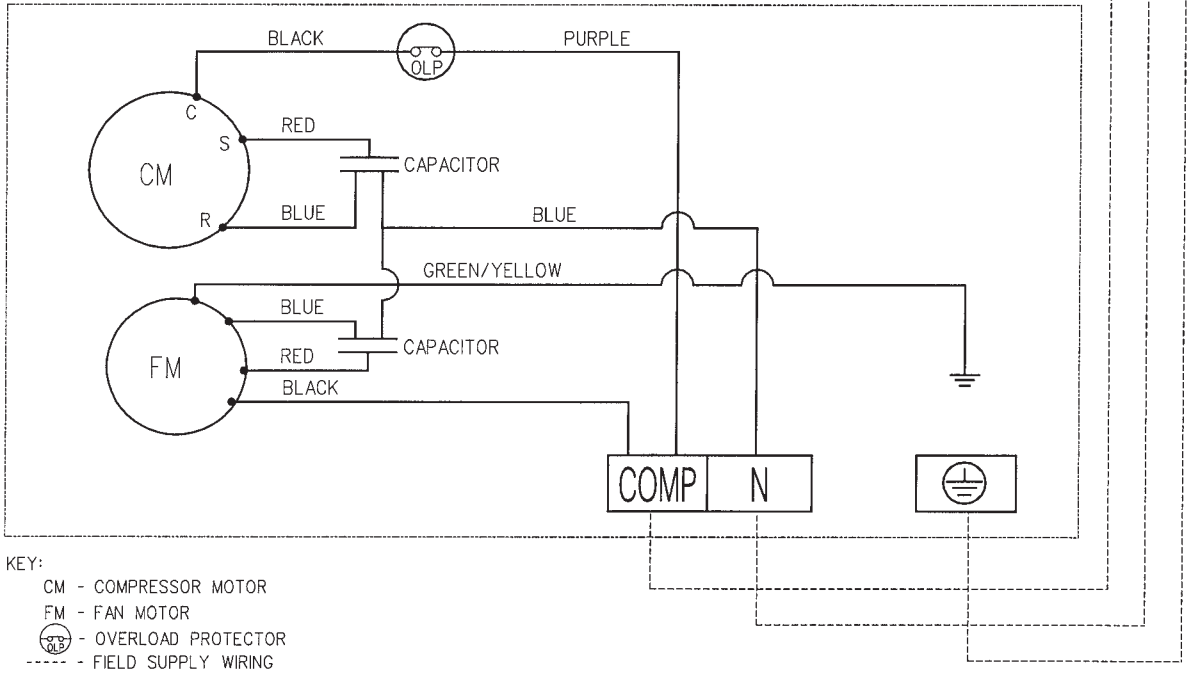 BLACK
PURPLE
OLP
C
RED
S
CM
CAPACITOR
R
BLUE
BLUE
GREEN/YELLOW
BLUE
FM
CAPACITOR
RED
BLACK
COMP
N
KEY:
CM - COMPRESSOR MOTOR
FM - FAN MOTOR
OLP - OVERLOAD PROTECTOR
----- - FIELD SUPPLY WIRING